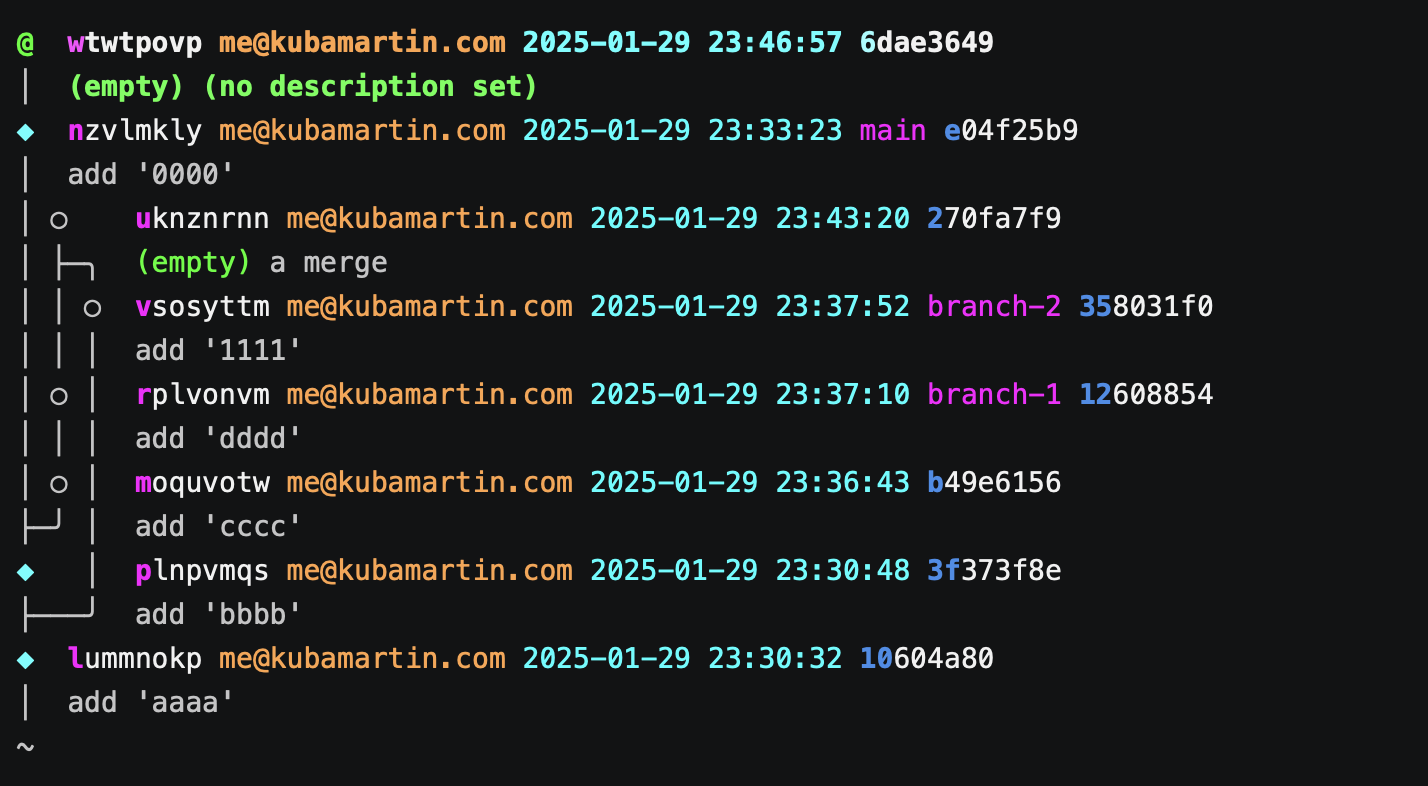 @  wtwtpovp me@kubamartin.com 2025-01-29 23:46:57 6dae3649
│  (empty) (no description set)
◆  nzvlmkly me@kubamartin.com 2025-01-29 23:33:23 main e04f25b9
│  add '0000'
│ ○    uknznrnn me@kubamartin.com 2025-01-29 23:43:20 270fa7f9
│ ├─╮  (empty) a merge
│ │ ○  vsosyttm me@kubamartin.com 2025-01-29 23:37:52 branch-2 358031f0
│ │ │  add '1111'
│ ○ │  rplvonvm me@kubamartin.com 2025-01-29 23:37:10 branch-1 12608854
│ │ │  add 'dddd'
│ ○ │  moquvotw me@kubamartin.com 2025-01-29 23:36:43 b49e6156
├─╯ │  add 'cccc'
◆   │  plnpvmqs me@kubamartin.com 2025-01-29 23:30:48 3f373f8e
├───╯  add 'bbbb'
◆  lummnokp me@kubamartin.com 2025-01-29 23:30:32 10604a80
│  add 'aaaa'
~